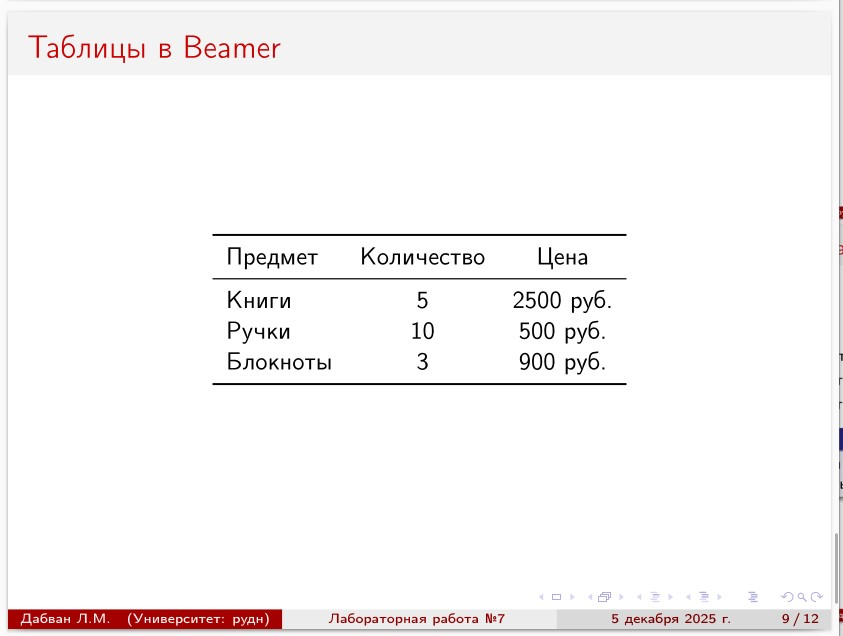 Таблицы в Beamer
Предмет Количество Цена
Книги 5 2500 руб.
Ручки 10 500 руб.
Блокноты 3 900 руб.
Дабван Л.М. (Университет: рудн) Лабораторная работа №7 5 декабря 2025 г. 9 / 12